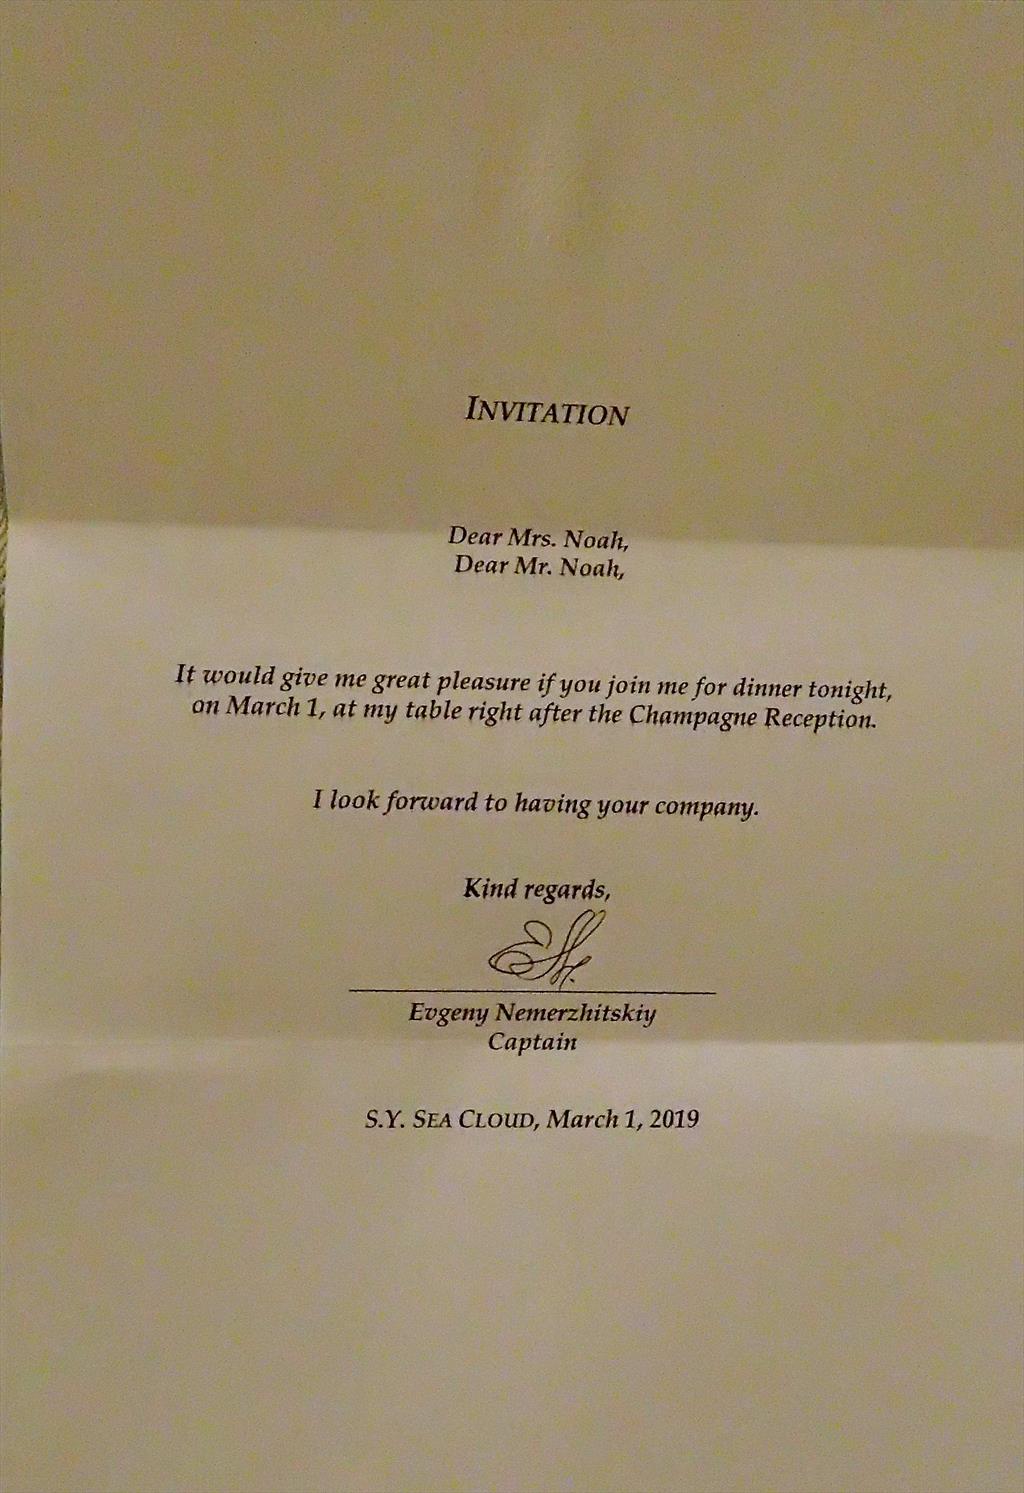 INVITATION
Dear Mrs. Noah,
Dear Mr. Noah,
It would give me great pleasure if you join me for dinner tonight,
on March 1, at my table right after the Champagne Reception.
I look forward to having your company.
Kind regards,
Evgeny Nemerzhitskiy
Captain
S.Y. SEA CLOUD, March 1, 2019